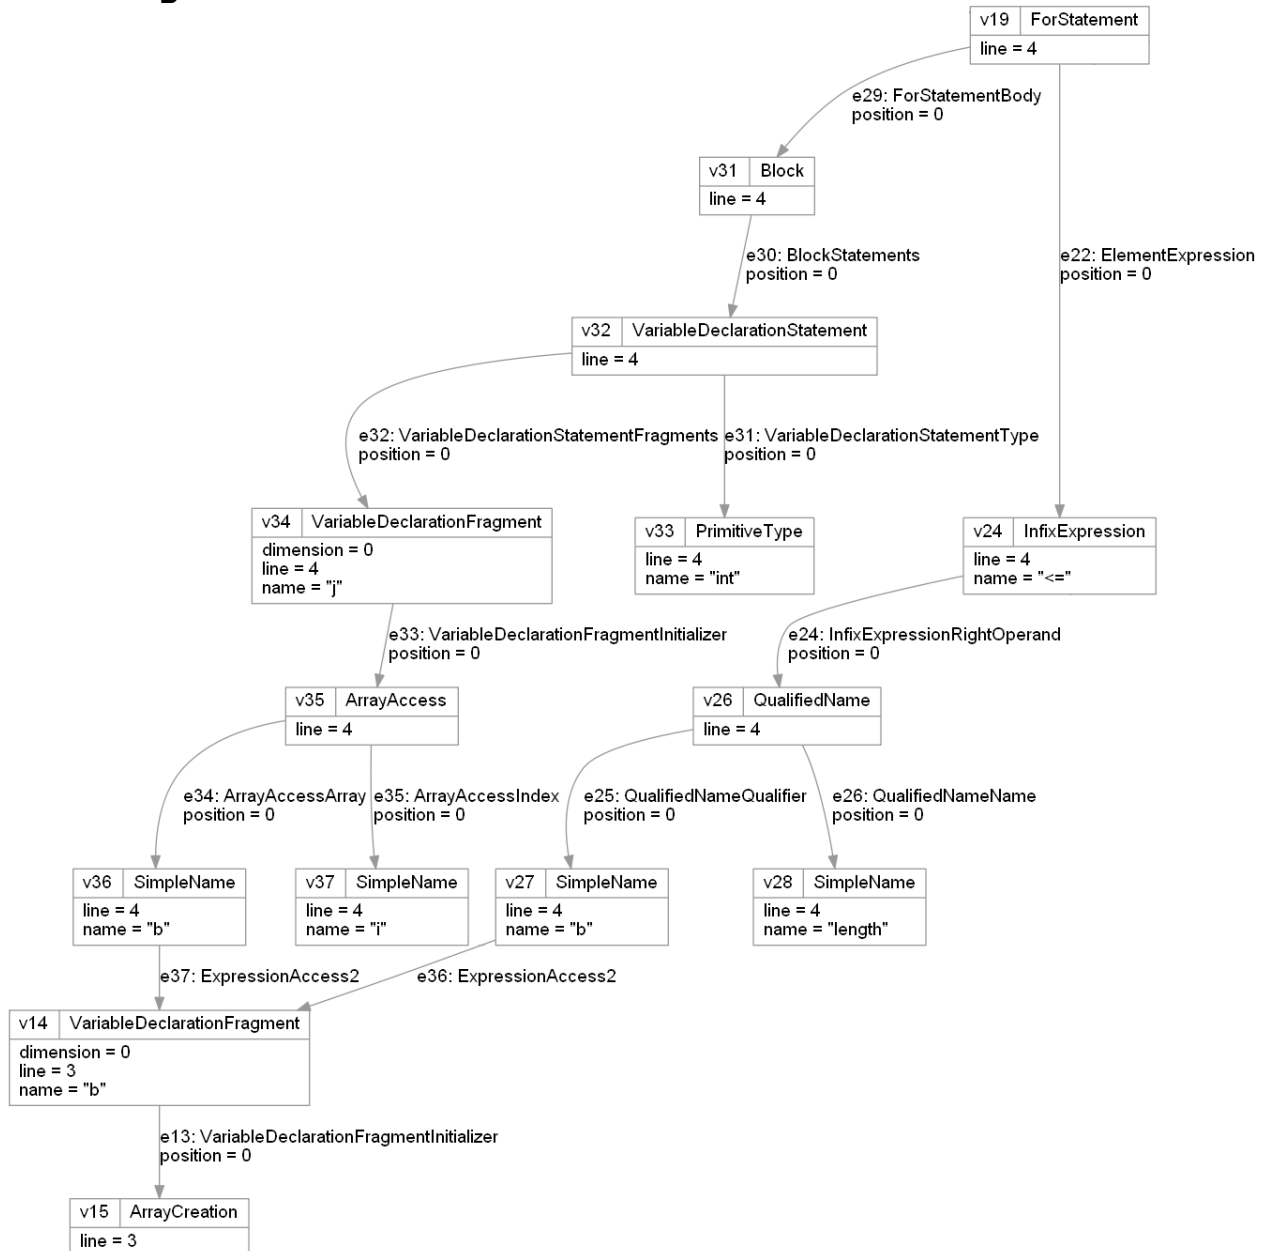 v19 ForStatement
line = 4
e29: ForStatementBody
position = 0
v31 Block
line = 4
e30: BlockStatements
position = 0
e22: ElementExpression
position = 0
v32 VariableDeclarationStatement
line = 4
e32: VariableDeclarationStatementFragments
position = 0
e31: VariableDeclarationStatementType
position = 0
v34 VariableDeclarationFragment
dimension = 0
line = 4
name = "j"
v33 PrimitiveType
line = 4
name = "int"
v24 InfixExpression
line = 4
name = "<="
e33: VariableDeclarationFragmentInitializer
position = 0
e24: InfixExpressionRightOperand
position = 0
v35 ArrayAccess
line = 4
v26 QualifiedName
line = 4
e34: ArrayAccessArray
position = 0
e35: ArrayAccessIndex
position = 0
e25: QualifiedNameQualifier
position = 0
e26: QualifiedNameName
position = 0
v36 SimpleName
line = 4
name = "b"
v37 SimpleName
line = 4
name = "i"
v27 SimpleName
line = 4
name = "b"
v28 SimpleName
line = 4
name = "length"
e37: ExpressionAccess2
e36: ExpressionAccess2
v14 VariableDeclarationFragment
dimension = 0
line = 3
name = "b"
e13: VariableDeclarationFragmentInitializer
position = 0
v15 ArrayCreation
line = 3